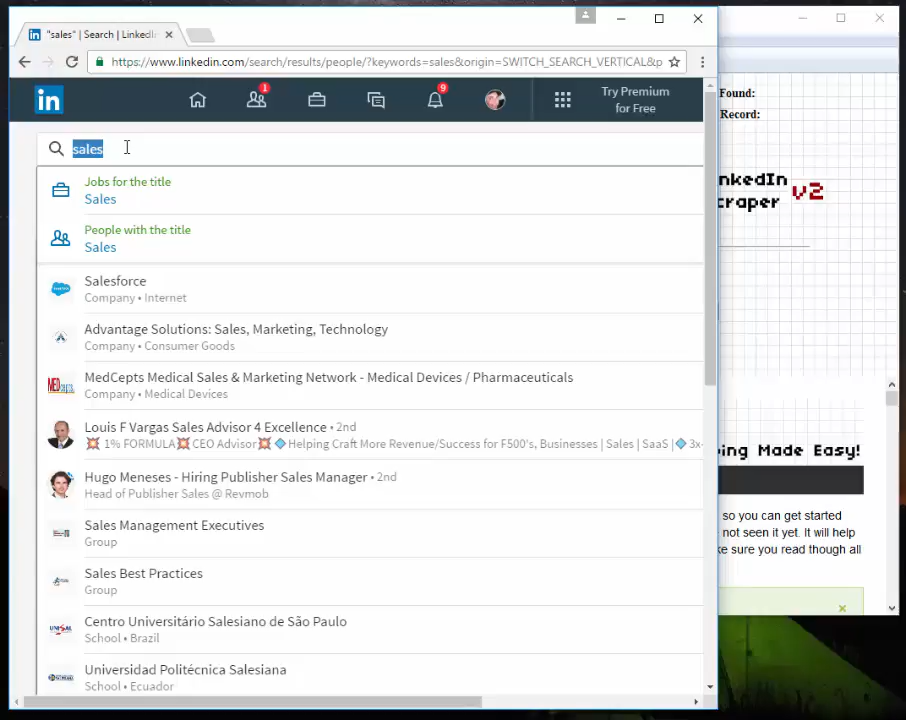 "sales" | Search | LinkedIn
https://www.linkedin.com/search/results/people/?keywords=sales&origin=SWITCH_SEARCH_VERTICAL&p
in
1
9
Try Premium
for Free
sales
Jobs for the title
Sales
People with the title
Sales
Salesforce
Company • Internet
Advantage Solutions: Sales, Marketing, Technology
Company • Consumer Goods
MedCepts Medical Sales & Marketing Network - Medical Devices / Pharmaceuticals
Company • Medical Devices
Louis F Vargas Sales Advisor 4 Excellence • 2nd
💥 1% FORMULA💥CEO Advisor💥🔷Helping Craft More Revenue/Success for F500's, Businesses | Sales | SaaS |🔷3x-
Hugo Meneses - Hiring Publisher Sales Manager • 2nd
Head of Publisher Sales @ Revmob
Sales Management Executives
Group
Sales Best Practices
Group
Centro Universitário Salesiano de São Paulo
School • Brazil
Universidad Politécnica Salesiana
School • Ecuador
Found:
Record:
nkedIn
craper v2
ing Made Easy!
so you can get started
not seen it yet. It will help
ke sure you read though all